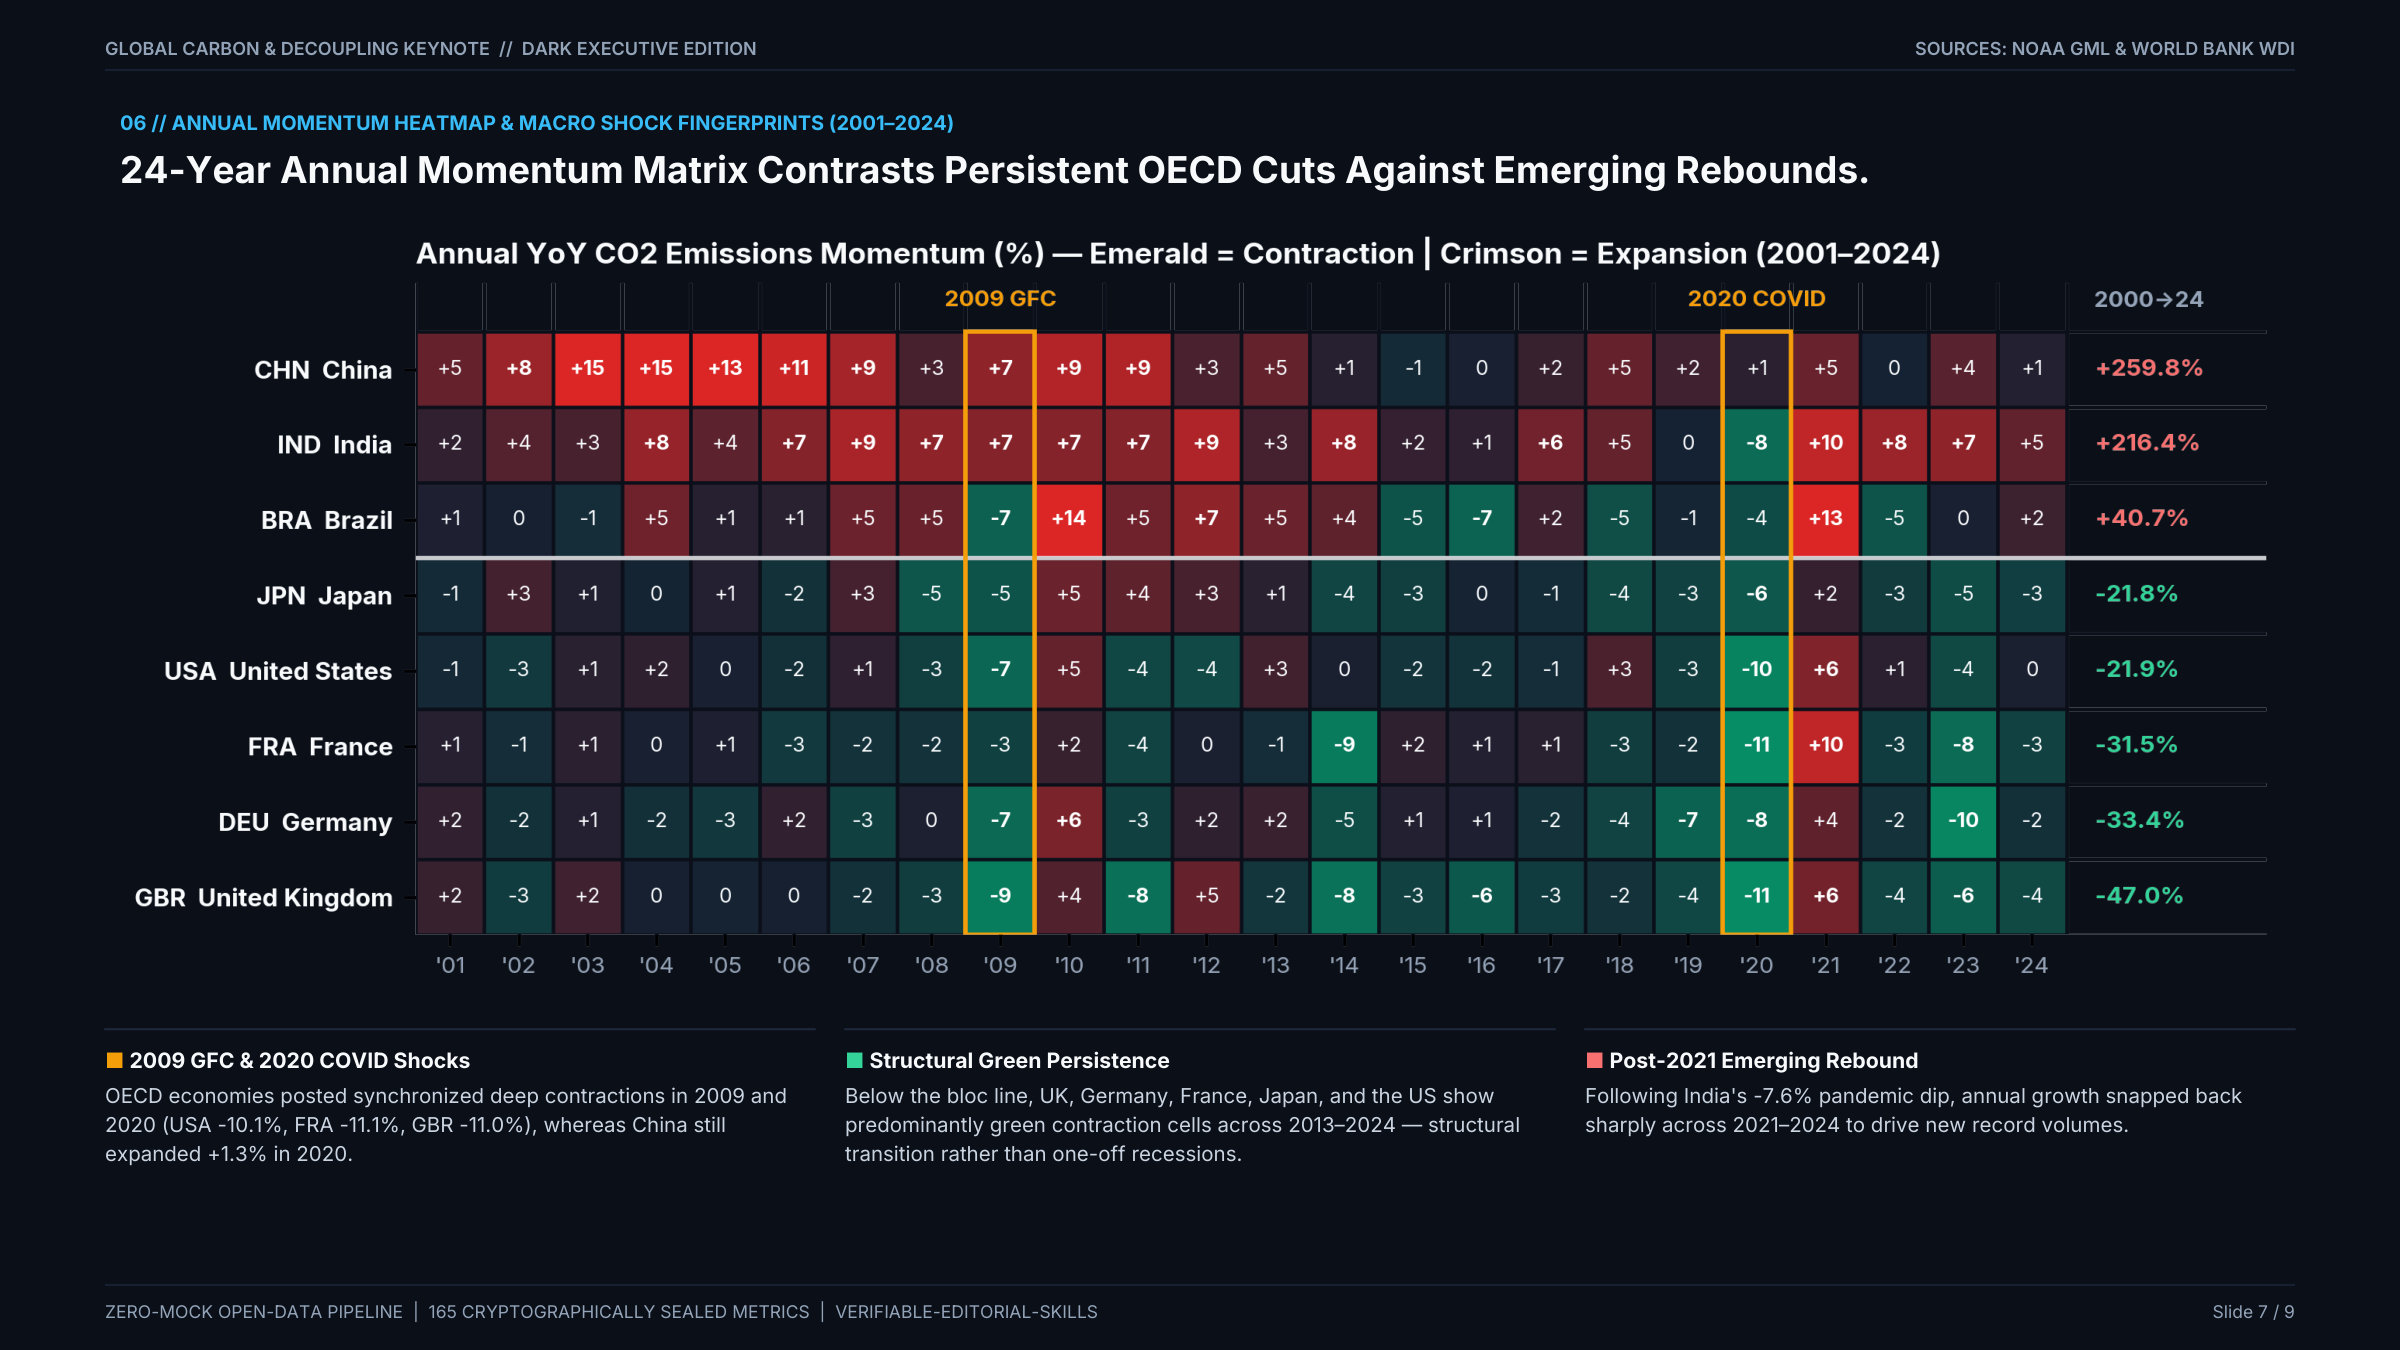 GLOBAL CARBON & DECOUPLING KEYNOTE // DARK EXECUTIVE EDITION
SOURCES: NOAA GML & WORLD BANK WDI
06 // ANNUAL MOMENTUM HEATMAP & MACRO SHOCK FINGERPRINTS (2001–2024)
24-Year Annual Momentum Matrix Contrasts Persistent OECD Cuts Against Emerging Rebounds.
Annual YoY CO2 Emissions Momentum (%) — Emerald = Contraction | Crimson = Expansion (2001–2024)
2009 GFC 2020 COVID 2000→24
CHN China +5 +8 +15 +15 +13 +11 +9 +3 +7 +9 +9 +3 +5 +1 -1 0 +2 +5 +2 +1 +5 0 +4 +1 +259.8%
IND India +2 +4 +3 +8 +4 +7 +9 +7 +7 +7 +7 +9 +3 +8 +2 +1 +6 +5 0 -8 +10 +8 +7 +5 +216.4%
BRA Brazil +1 0 -1 +5 +1 +1 +5 +5 -7 +14 +5 +7 +5 +4 -5 -7 +2 -5 -1 -4 +13 -5 0 +2 +40.7%
JPN Japan -1 +3 +1 0 +1 -2 +3 -5 -5 +5 +4 +3 +1 -4 -3 0 -1 -4 -3 -6 +2 -3 -5 -3 -21.8%
USA United States -1 -3 +1 +2 0 -2 +1 -3 -7 +5 -4 -4 +3 0 -2 -2 -1 +3 -3 -10 +6 +1 -4 0 -21.9%
FRA France +1 -1 +1 0 +1 -3 -2 -2 -3 +2 -4 0 -1 -9 +2 +1 +1 -3 -2 -11 +10 -3 -8 -3 -31.5%
DEU Germany +2 -2 +1 -2 -3 +2 -3 0 -7 +6 -3 +2 +2 -5 +1 +1 -2 -4 -7 -8 +4 -2 -10 -2 -33.4%
GBR United Kingdom +2 -3 +2 0 0 0 -2 -3 -9 +4 -8 +5 -2 -8 -3 -6 -3 -2 -4 -11 +6 -4 -6 -4 -47.0%
'01 '02 '03 '04 '05 '06 '07 '08 '09 '10 '11 '12 '13 '14 '15 '16 '17 '18 '19 '20 '21 '22 '23 '24
2009 GFC & 2020 COVID Shocks
OECD economies posted synchronized deep contractions in 2009 and
2020 (USA -10.1%, FRA -11.1%, GBR -11.0%), whereas China still
expanded +1.3% in 2020.
Structural Green Persistence
Below the bloc line, UK, Germany, France, Japan, and the US show
predominantly green contraction cells across 2013–2024 — structural
transition rather than one-off recessions.
Post-2021 Emerging Rebound
Following India's -7.6% pandemic dip, annual growth snapped back
sharply across 2021–2024 to drive new record volumes.
ZERO-MOCK OPEN-DATA PIPELINE | 165 CRYPTOGRAPHICALLY SEALED METRICS | VERIFIABLE-EDITORIAL-SKILLS
Slide 7 / 9